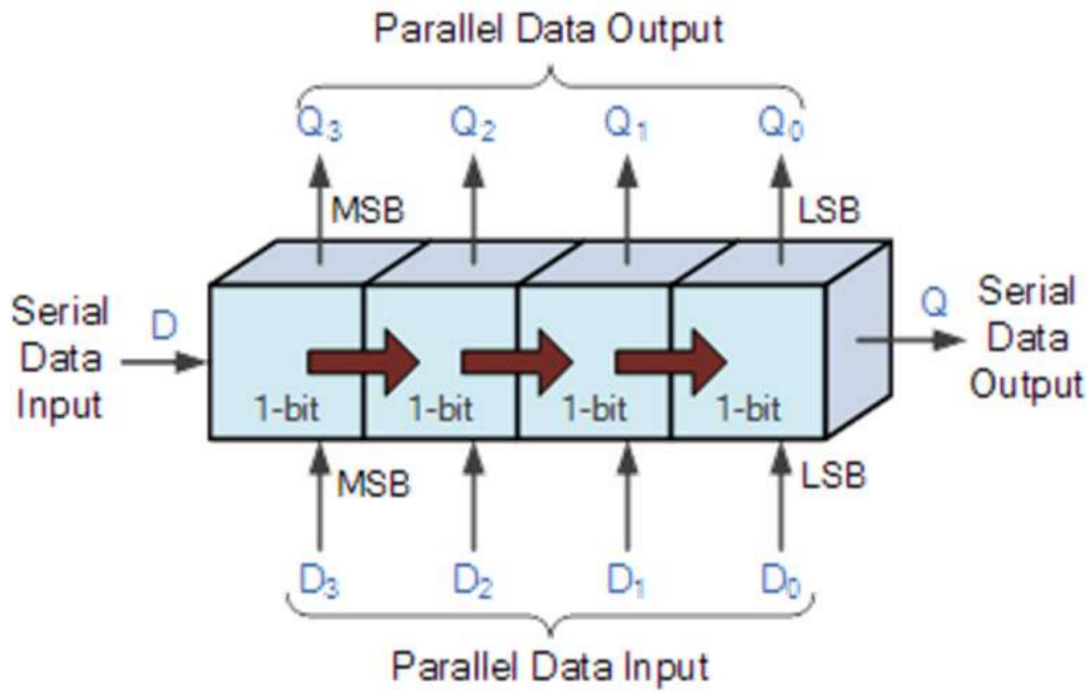 Parallel Data Output
Q₃ Q₂ Q₁ Q₀
MSB LSB
Serial
Data
Input
D
Q
Serial
Data
Output
1-bit 1-bit 1-bit 1-bit
MSB LSB
D₃ D₂ D₁ D₀
Parallel Data Input